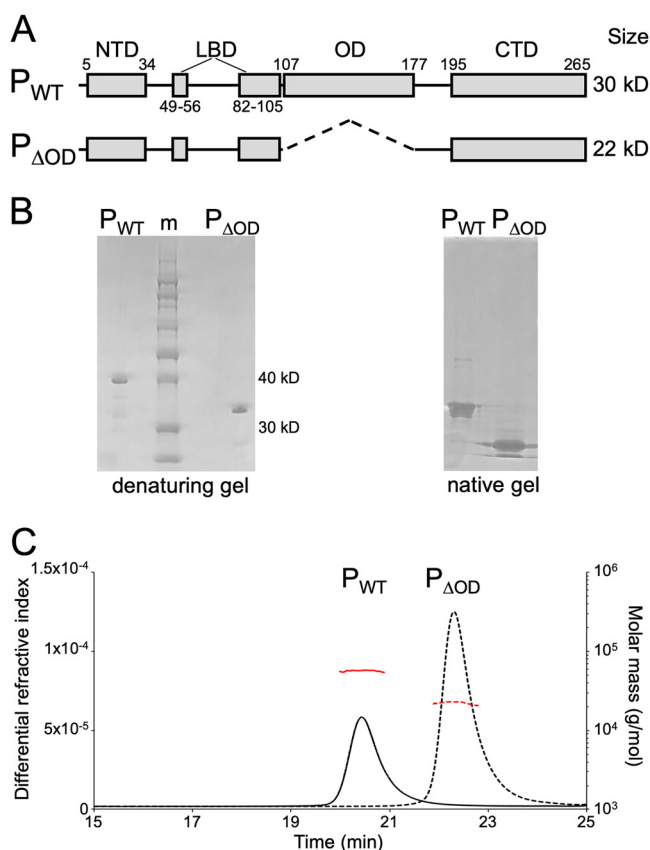 A
NTD LBD OD CTD Size
5 34 107 177 195 265
PWT 30 kD
49-56 82-105
PΔOD 22 kD
B
PWT m PΔOD PWT PΔOD
40 kD
30 kD
denaturing gel native gel
C
PWT PΔOD
Differential refractive index
1.5x10-4
1x10-4
5x10-5
0
Molar mass (g/mol)
10^6
10^5
10^4
10^3
15 17 19 21 23 25
Time (min)